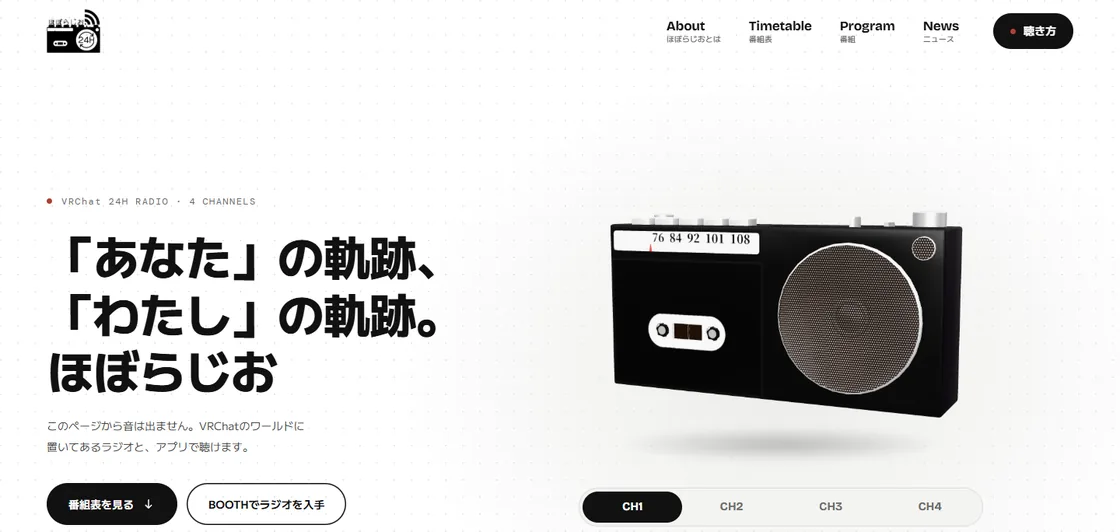 ほぼらじお
24H
About
ほぼらじおとは
Timetable
番組表
Program
番組
News
ニュース
聴き方
VRChat 24H RADIO · 4 CHANNELS
「あなた」の軌跡、
「わたし」の軌跡。
ほぼらじお
このページから音は出ません。VRChatのワールドに
置いてあるラジオと、アプリで聴けます。
番組表を見る ↓
BOOTHでラジオを入手
76 84 92 101 108
CH1
CH2
CH3
CH4